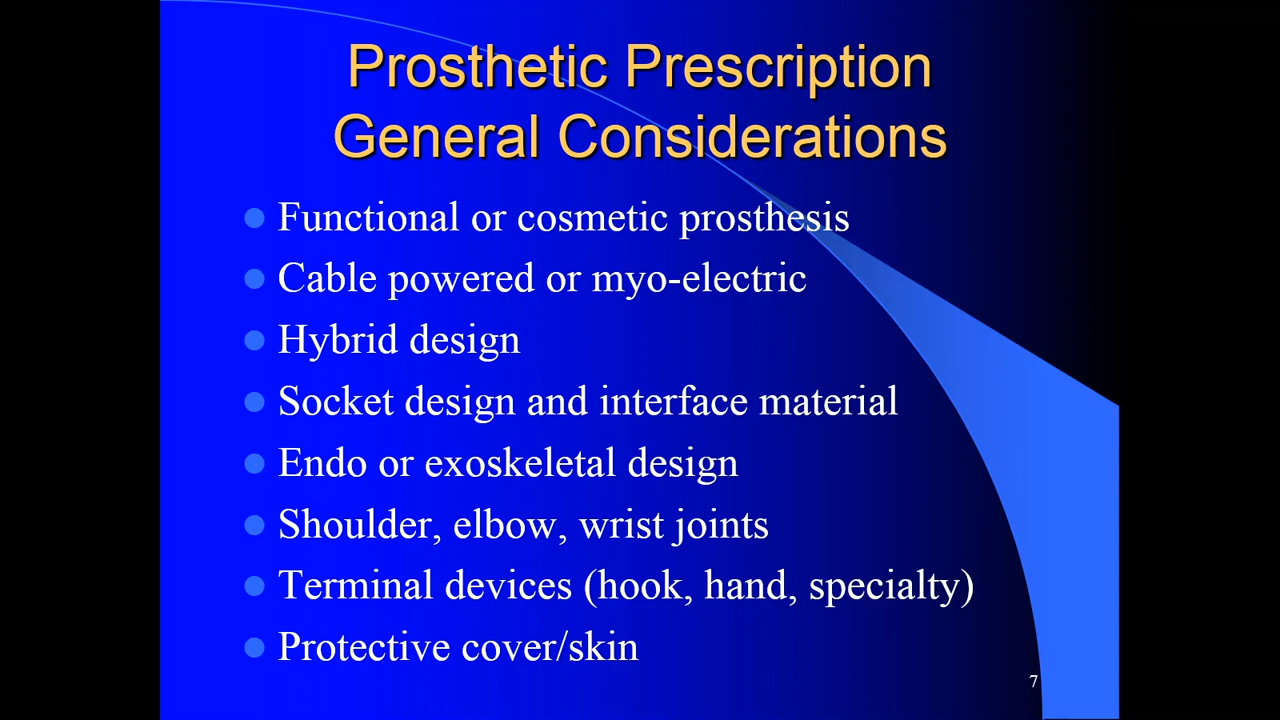 Prosthetic Prescription
General Considerations
Functional or cosmetic prosthesis
Cable powered or myo-electric
Hybrid design
Socket design and interface material
Endo or exoskeletal design
Shoulder, elbow, wrist joints
Terminal devices (hook, hand, specialty)
Protective cover/skin
7